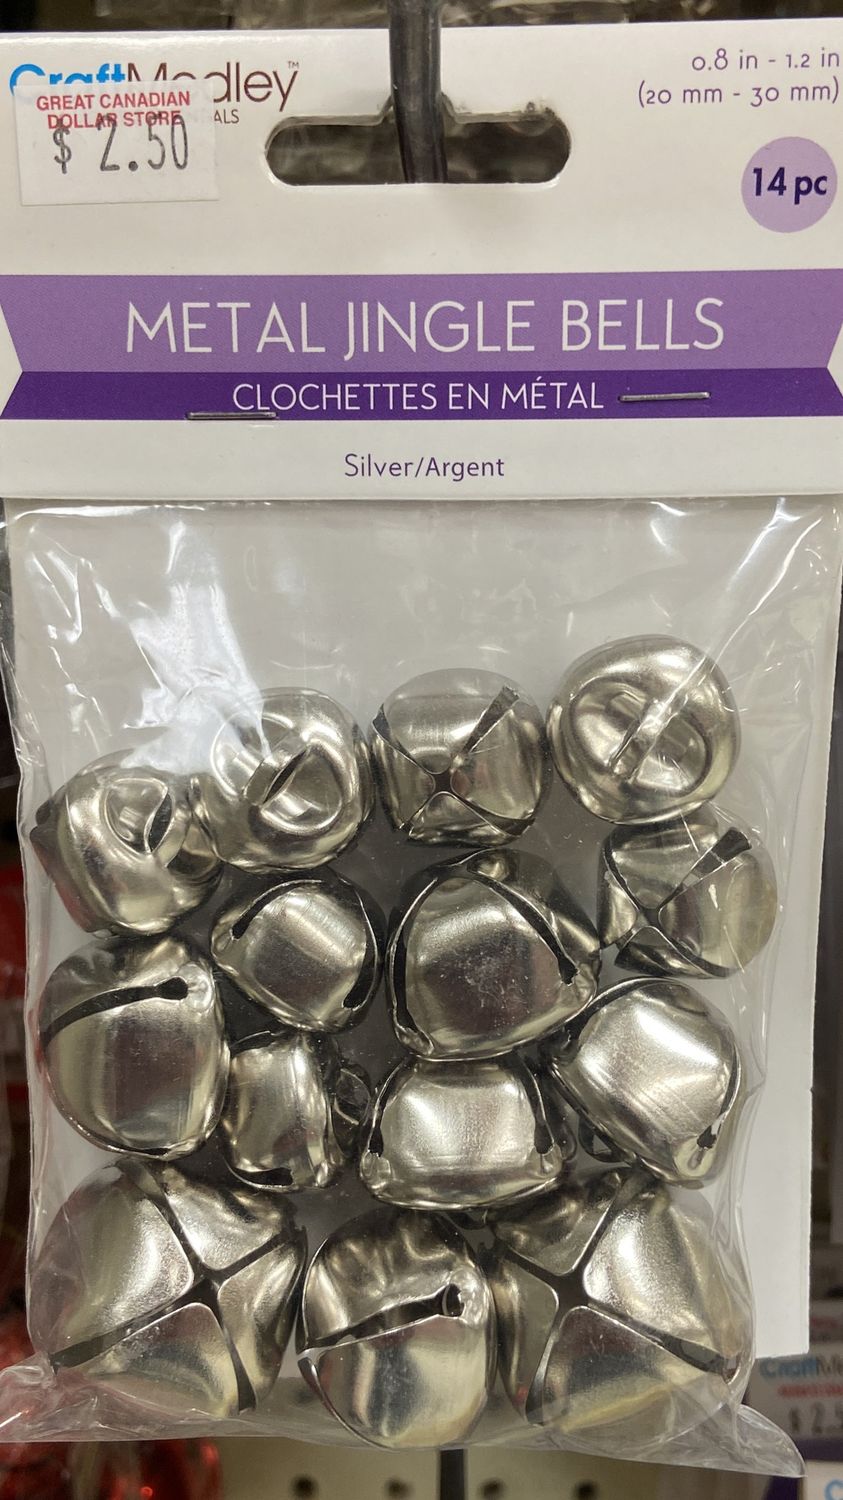 CraftMedley™
GREAT CANADIAN
DOLLAR STORE
$ 2.50
0.8 in - 1.2 in
(20 mm - 30 mm)
14 pc
METAL JINGLE BELLS
CLOCHETTES EN MÉTAL
Silver/Argent